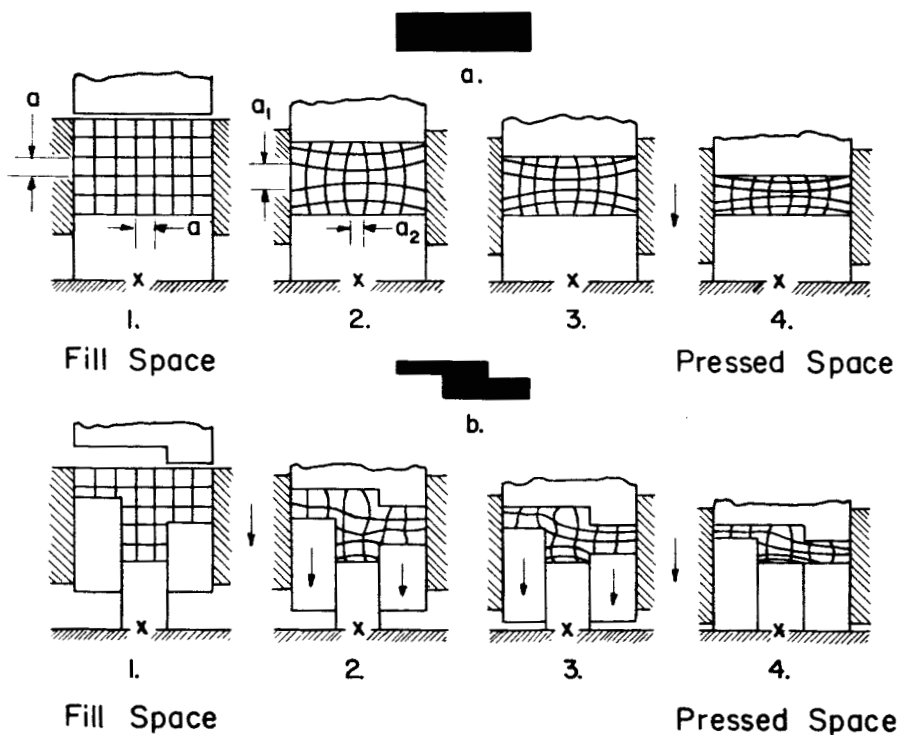 a.
a
a₁
a
a₂
X X X X
1. 2. 3. 4.
Fill Space Pressed Space
b.
X X X X
1. 2. 3. 4.
Fill Space Pressed Space